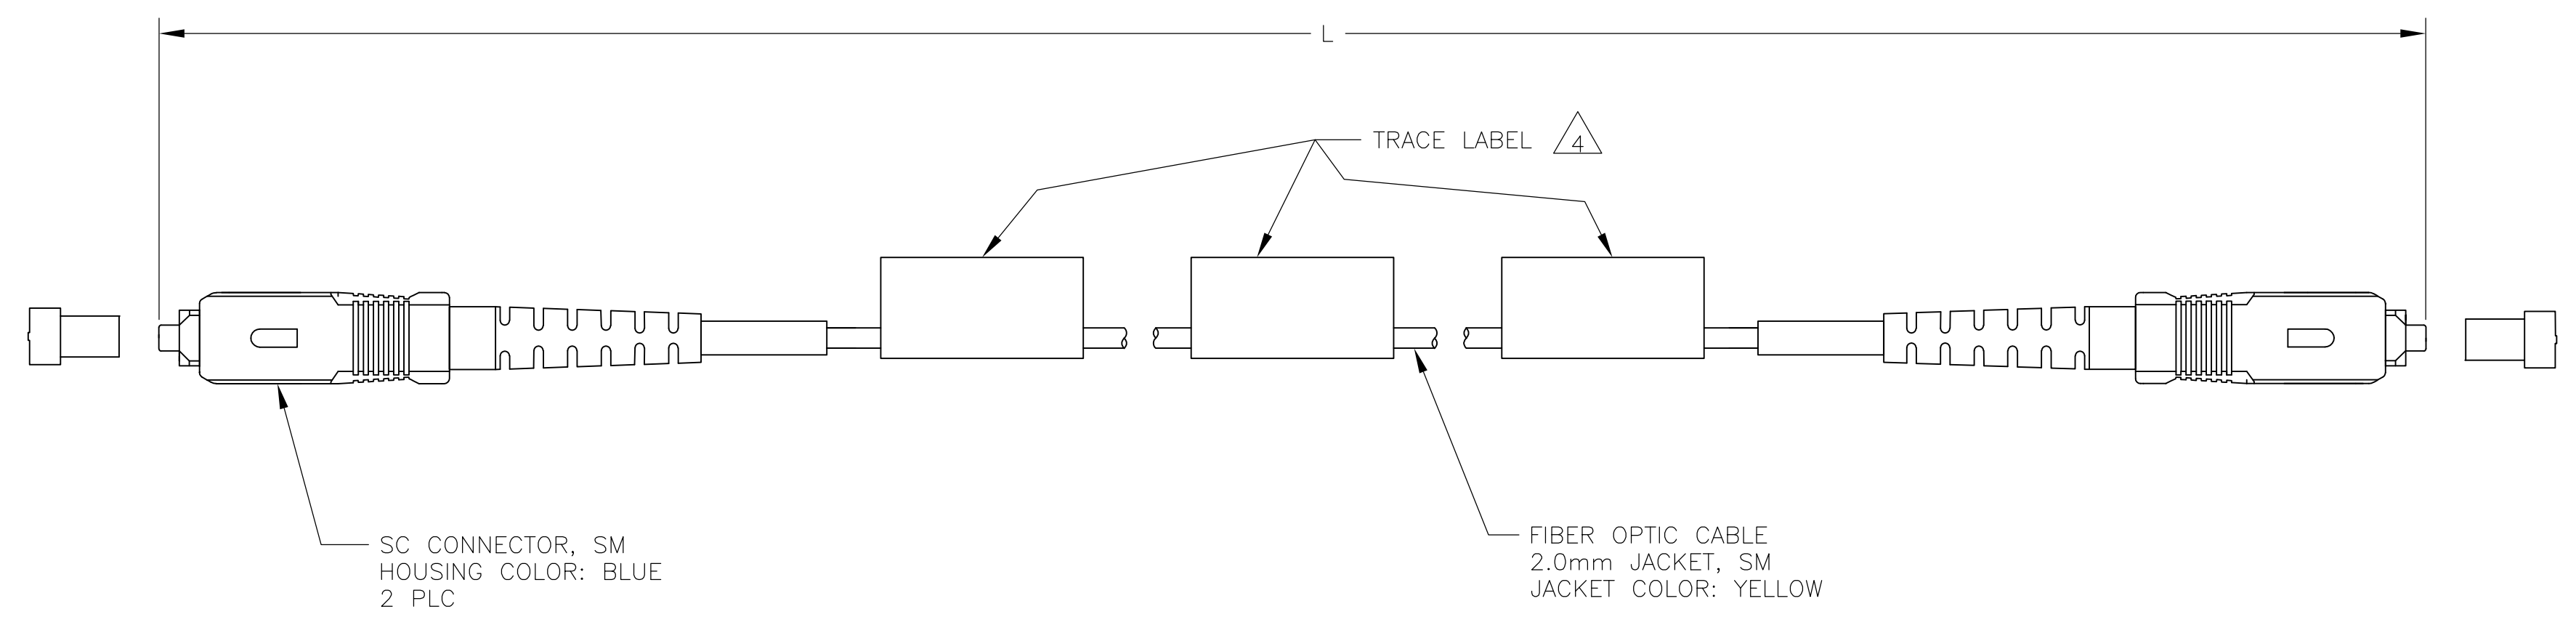 L
TRACE LABEL 4
SC CONNECTOR, SM
HOUSING COLOR: BLUE
2 PLC
FIBER OPTIC CABLE
2.0mm JACKET, SM
JACKET COLOR: YELLOW